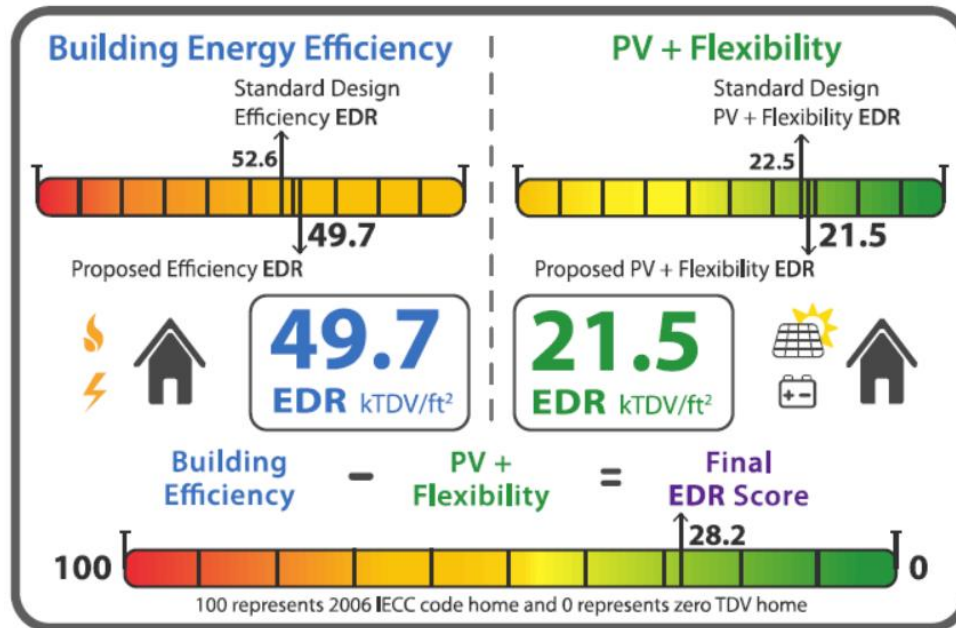 Building Energy Efficiency
Standard Design
Efficiency EDR
52.6
49.7
Proposed Efficiency EDR
49.7
EDR kTDV/ft²
PV + Flexibility
Standard Design
PV + Flexibility EDR
22.5
21.5
Proposed PV + Flexibility EDR
21.5
EDR kTDV/ft²
Building
Efficiency
-
PV +
Flexibility
=
Final
EDR Score
28.2
100
0
100 represents 2006 IECC code home and 0 represents zero TDV home